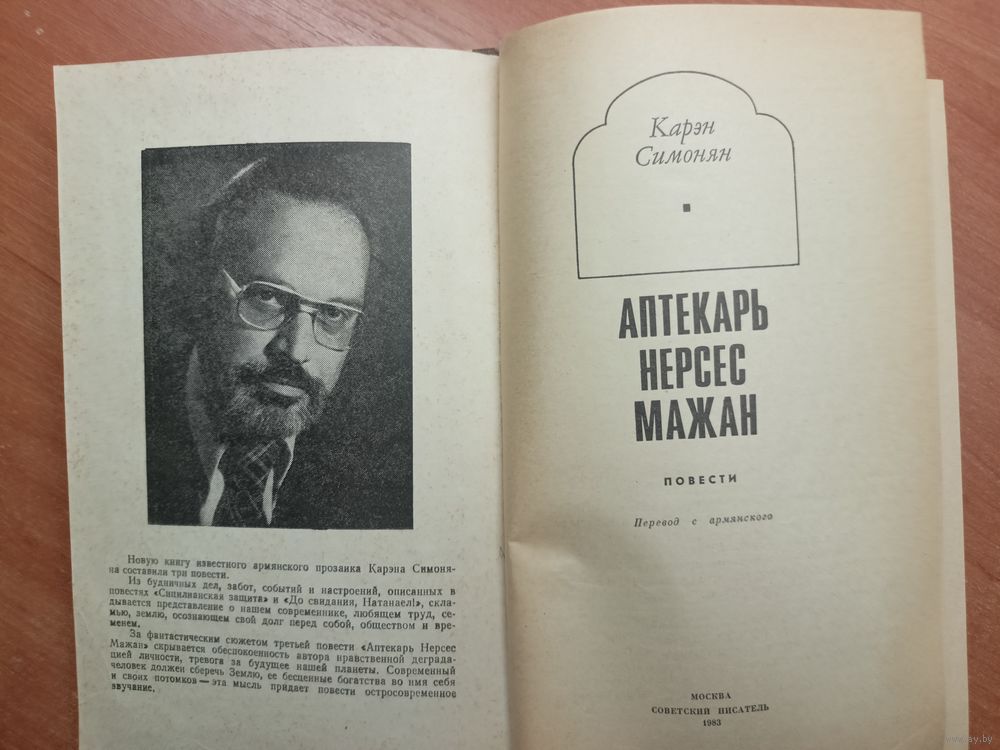 Новую книгу известного армянского прозаика Карэна Симоня-
на составили три повести.
Из будничных дел, забот, событий и настроений, описанных в
повестях «Сицилианская защита» и «До свидания, Натанаел!», скла-
дывается представление о нашем современнике, любящем труд, се-
мью, землю, осознающем свой долг перед собой, обществом и вре-
менем.
За фантастическим сюжетом третьей повести «Аптекарь Нерсес
Мажан» скрывается обеспокоенность автора нравственной деграда-
цией личности, тревога за будущее нашей планеты. Современный
человек должен сберечь Землю, ее бесценные богатства во имя себя
и своих потомков — эта мысль придает повести остросовременное
звучание.
Карэн
Симонян
АПТЕКАРЬ
НЕРСЕС
МАЖАН
ПОВЕСТИ
Перевод с армянского
МОСКВА
СОВЕТСКИЙ ПИСАТЕЛЬ
1983
www.ay.by